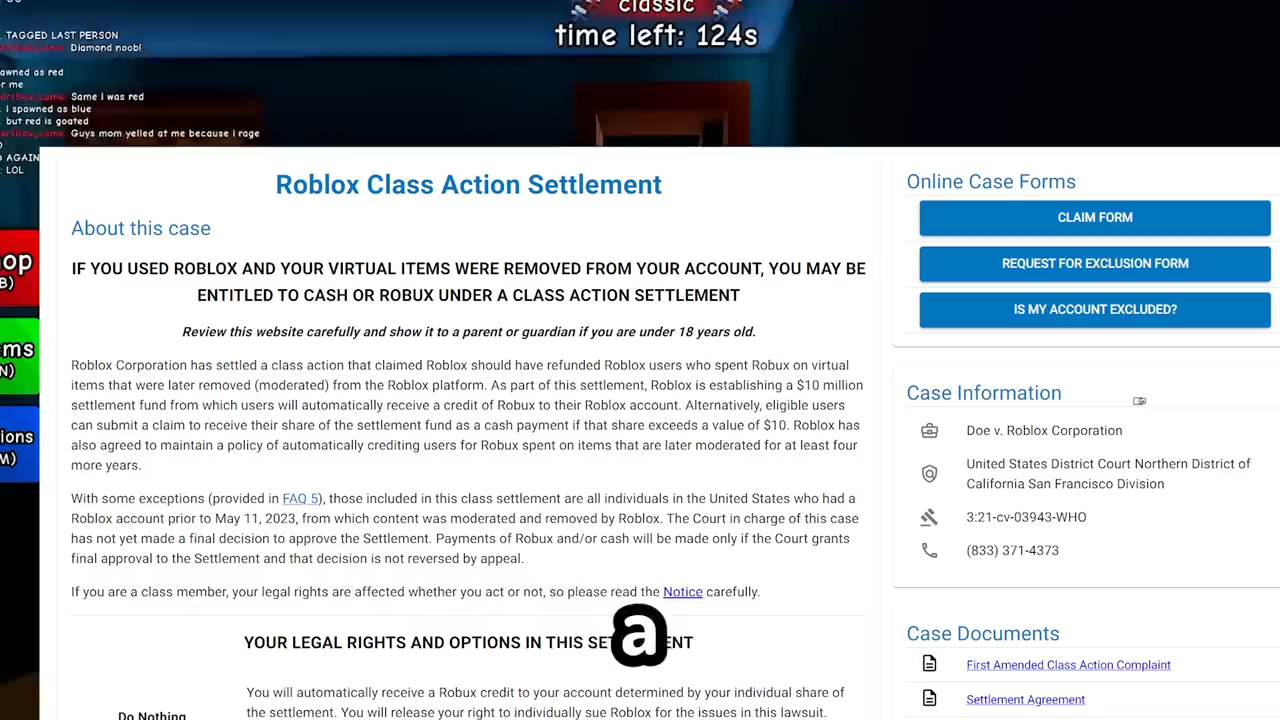 classic
time left: 124s
TAGGED LAST PERSON
Diamond noob!
awned as red
r me
Same I was red
. I spawned as blue
. but red is goated
Guys mom yelled at me because i rage
AGAIN
: LOL
op
B)
ms
N)
ions
M)
Roblox Class Action Settlement
About this case
IF YOU USED ROBLOX AND YOUR VIRTUAL ITEMS WERE REMOVED FROM YOUR ACCOUNT, YOU MAY BE
ENTITLED TO CASH OR ROBUX UNDER A CLASS ACTION SETTLEMENT
Review this website carefully and show it to a parent or guardian if you are under 18 years old.
Roblox Corporation has settled a class action that claimed Roblox should have refunded Roblox users who spent Robux on virtual
items that were later removed (moderated) from the Roblox platform. As part of this settlement, Roblox is establishing a $10 million
settlement fund from which users will automatically receive a credit of Robux to their Roblox account. Alternatively, eligible users
can submit a claim to receive their share of the settlement fund as a cash payment if that share exceeds a value of $10. Roblox has
also agreed to maintain a policy of automatically crediting users for Robux spent on items that are later moderated for at least four
more years.
With some exceptions (provided in FAQ 5), those included in this class settlement are all individuals in the United States who had a
Roblox account prior to May 11, 2023, from which content was moderated and removed by Roblox. The Court in charge of this case
has not yet made a final decision to approve the Settlement. Payments of Robux and/or cash will be made only if the Court grants
final approval to the Settlement and that decision is not reversed by appeal.
If you are a class member, your legal rights are affected whether you act or not, so please read the Notice carefully.
YOUR LEGAL RIGHTS AND OPTIONS IN THIS SE NT
a
You will automatically receive a Robux credit to your account determined by your individual share of
Do Nothing
the settlement. You will release your right to individually sue Roblox for the issues in this lawsuit.
Online Case Forms
CLAIM FORM
REQUEST FOR EXCLUSION FORM
IS MY ACCOUNT EXCLUDED?
Case Information
Doe v. Roblox Corporation
United States District Court Northern District of
California San Francisco Division
3:21-cv-03943-WHO
(833) 371-4373
Case Documents
First Amended Class Action Complaint
Settlement Agreement